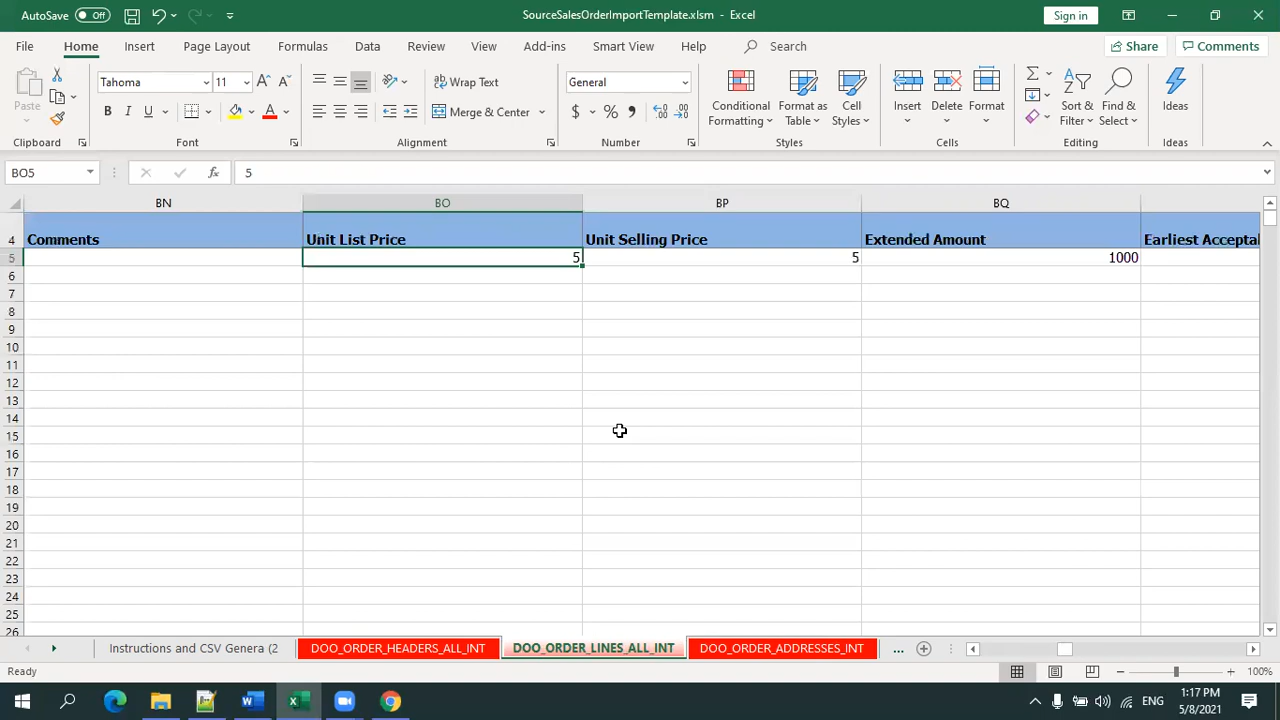 AutoSave Off
SourceSalesOrderImportTemplate.xlsm - Excel
Sign in
File Home Insert Page Layout Formulas Data Review View Add-ins Smart View Help Search Share Comments
Paste
Tahoma 11
B I U
Wrap Text
Merge & Center
General
$ % ,
Conditional Formatting
Format as Table
Cell Styles
Insert
Delete
Format
Sort & Filter
Find & Select
Ideas
Clipboard Font Alignment Number Styles Cells Editing Ideas
BO5 fx 5
BN BO BP BQ
4 Comments Unit List Price Unit Selling Price Extended Amount Earliest Accepta
5 5 5 1000
6
7
8
9
10
11
12
13
14
15
16
17
18
19
20
21
22
23
24
25
26
Instructions and CSV Genera (2 DOO_ORDER_HEADERS_ALL_INT DOO_ORDER_LINES_ALL_INT DOO_ORDER_ADDRESSES_INT ...
Ready
100%
ENG
1:17 PM
5/8/2021